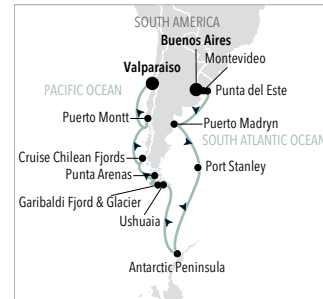 SOUTH AMERICA
Buenos Aires
Montevideo
Valparaiso
PACIFIC OCEAN
Punta del Este
Puerto Montt
Puerto Madryn
SOUTH ATLANTIC OCEAN
Cruise Chilean Fjords
Port Stanley
Punta Arenas
Garibaldi Fjord & Glacier
Ushuaia
Antarctic Peninsula